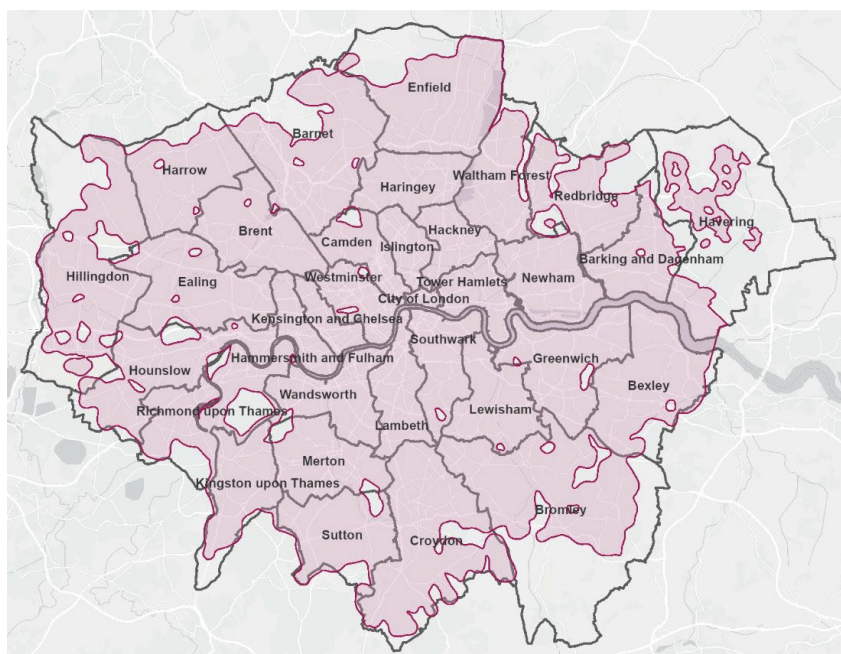 Enfield
Barnet
Harrow
Haringey
Waltham Forest
Redbridge
Havering
Brent
Camden
Hackney
Islington
Barking and Dagenham
Hillingdon
Ealing
Westminster
Tower Hamlets
Newham
City of London
Kensington and Chelsea
Southwark
Hounslow
Hammersmith and Fulham
Greenwich
Bexley
Wandsworth
Richmond upon Thames
Lewisham
Lambeth
Merton
Kingston upon Thames
Bromley
Sutton
Croydon